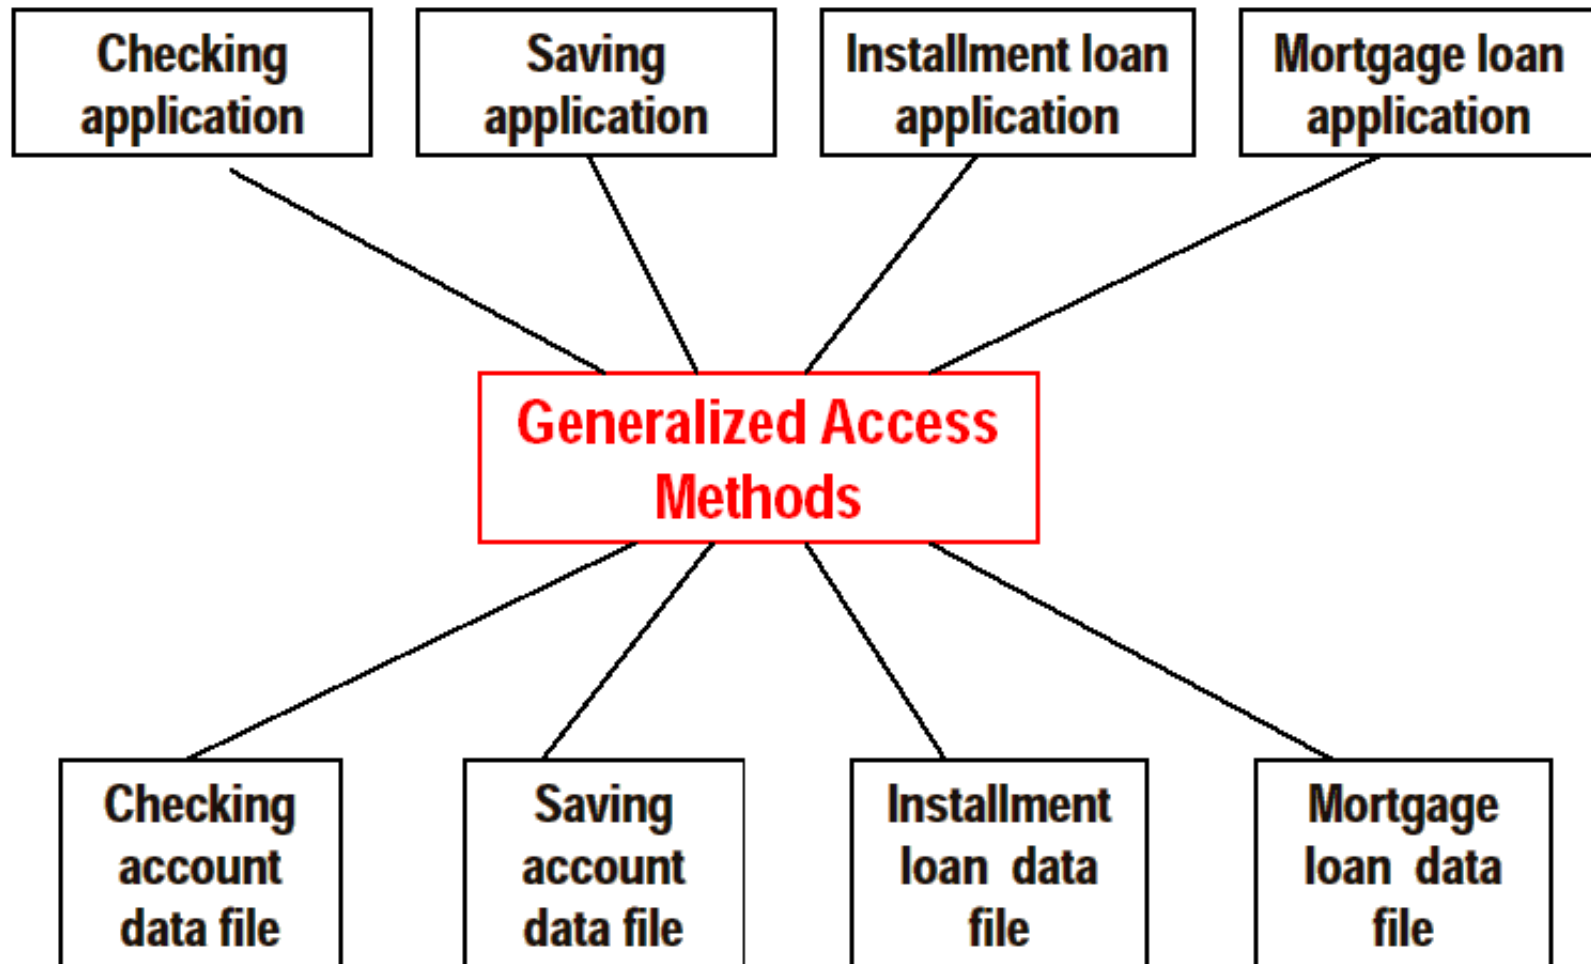 Checking
application
Saving
application
Installment loan
application
Mortgage loan
application
Generalized Access
Methods
Checking
account
data file
Saving
account
data file
Installment
loan data
file
Mortgage
loan data
file